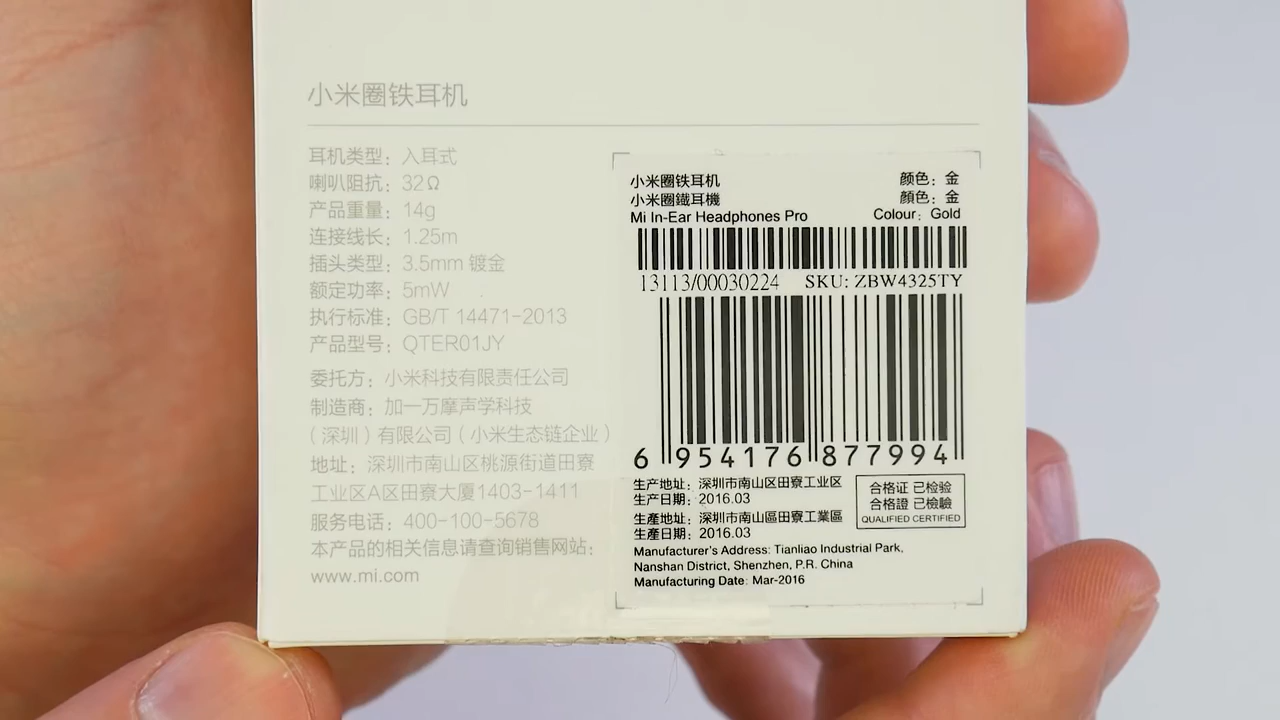 小米圈铁耳机
耳机类型：入耳式
喇叭阻抗：32Ω
产品重量：14g
连接线长：1.25m
插头类型：3.5mm 镀金
额定功率：5mW
执行标准：GB/T 14471-2013
产品型号：QTER01JY
委托方：小米科技有限责任公司
制造商：加一万摩声学科技
（深圳）有限公司（小米生态链企业）
地址：深圳市南山区桃源街道田寮
工业区A区田寮大厦1403-1411
服务电话：400-100-5678
本产品的相关信息请查询销售网站：
www.mi.com
小米圈铁耳机 颜色：金
小米圈鐵耳機 顏色：金
Mi In-Ear Headphones Pro Colour: Gold
13113/00030224 SKU: ZBW4325TY
6 954176 877994
生产地址：深圳市南山区田寮工业区
生产日期：2016.03
生產地址：深圳市南山區田寮工業區
生產日期：2016.03
合格证 已检验
合格證 已檢驗
QUALIFIED CERTIFIED
Manufacturer's Address: Tianliao Industrial Park,
Nanshan District, Shenzhen, P.R. China
Manufacturing Date: Mar-2016